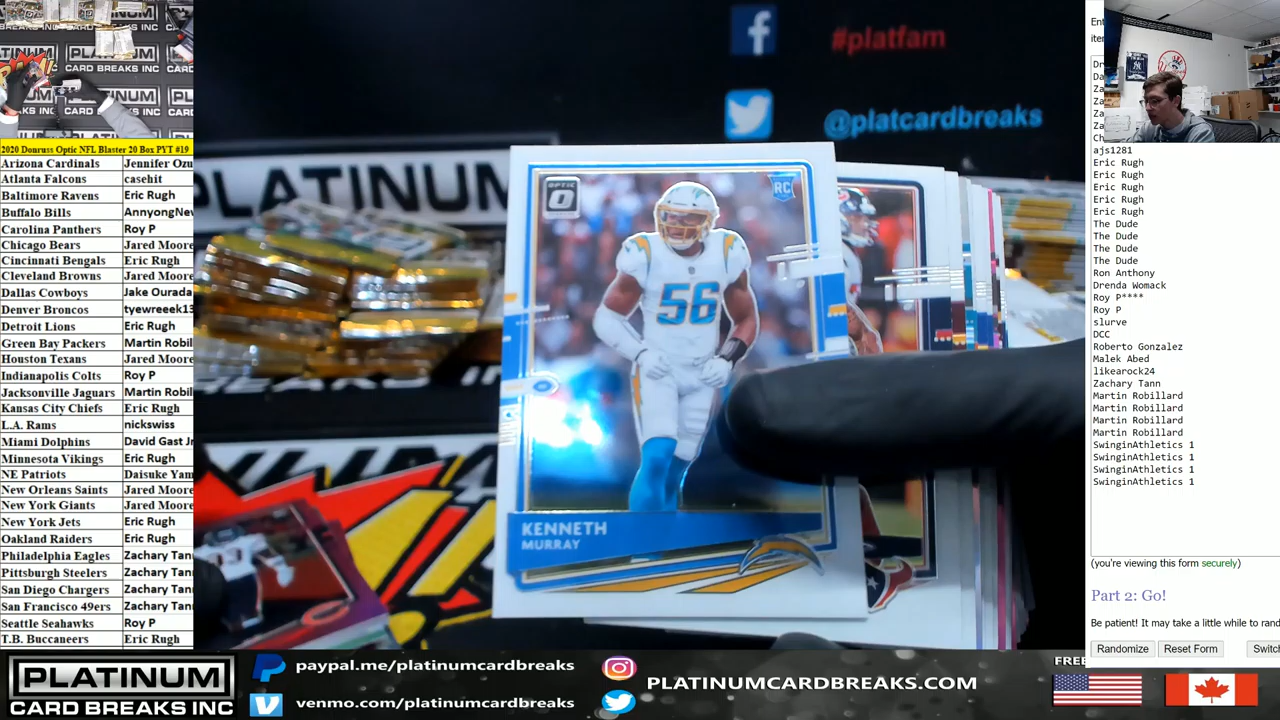 PLATINUM
CARD BREAKS INC
2020 Donruss Optic NFL Blaster 20 Box PYT #19
Arizona Cardinals Jennifer Ozu
Atlanta Falcons casehit
Baltimore Ravens Eric Rugh
Buffalo Bills AnnyongNew
Carolina Panthers Roy P
Chicago Bears Jared Moore
Cincinnati Bengals Eric Rugh
Cleveland Browns Jared Moore
Dallas Cowboys Jake Ourada
Denver Broncos tyewreeek13
Detroit Lions Eric Rugh
Green Bay Packers Martin Robil
Houston Texans Jared Moore
Indianapolis Colts Roy P
Jacksonville Jaguars Martin Robil
Kansas City Chiefs Eric Rugh
L.A. Rams nickswiss
Miami Dolphins David Gast Jr
Minnesota Vikings Eric Rugh
NE Patriots Daisuke Yam
New Orleans Saints Jared Moore
New York Giants Jared Moore
New York Jets Eric Rugh
Oakland Raiders Eric Rugh
Philadelphia Eagles Zachary Tann
Pittsburgh Steelers Zachary Tann
San Diego Chargers Zachary Tann
San Francisco 49ers Zachary Tann
Seattle Seahawks Roy P
T.B. Buccaneers Eric Rugh
#platfam
@platcardbreaks
OPTIC
RC
56
KENNETH
MURRAY
ajs1281
Eric Rugh
Eric Rugh
Eric Rugh
Eric Rugh
Eric Rugh
The Dude
The Dude
The Dude
The Dude
Ron Anthony
Drenda Womack
Roy P****
Roy P
slurve
DCC
Roberto Gonzalez
Malek Abed
likearock24
Zachary Tann
Martin Robillard
Martin Robillard
Martin Robillard
Martin Robillard
SwinginAthletics 1
SwinginAthletics 1
SwinginAthletics 1
SwinginAthletics 1
(you're viewing this form securely)
Part 2: Go!
Be patient! It may take a little while to rand
Randomize Reset Form Switc
PLATINUM
CARD BREAKS INC
paypal.me/platinumcardbreaks
venmo.com/platinumcardbreaks
PLATINUMCARDBREAKS.COM
FREE